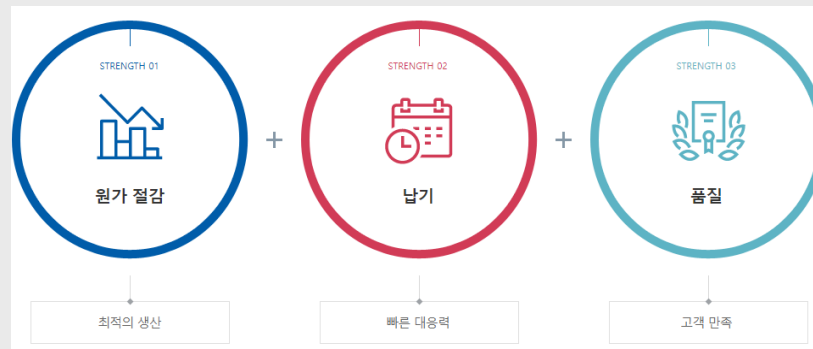 STRENGTH 01
원가 절감
최적의 생산
+
STRENGTH 02
납기
빠른 대응력
+
STRENGTH 03
품질
고객 만족